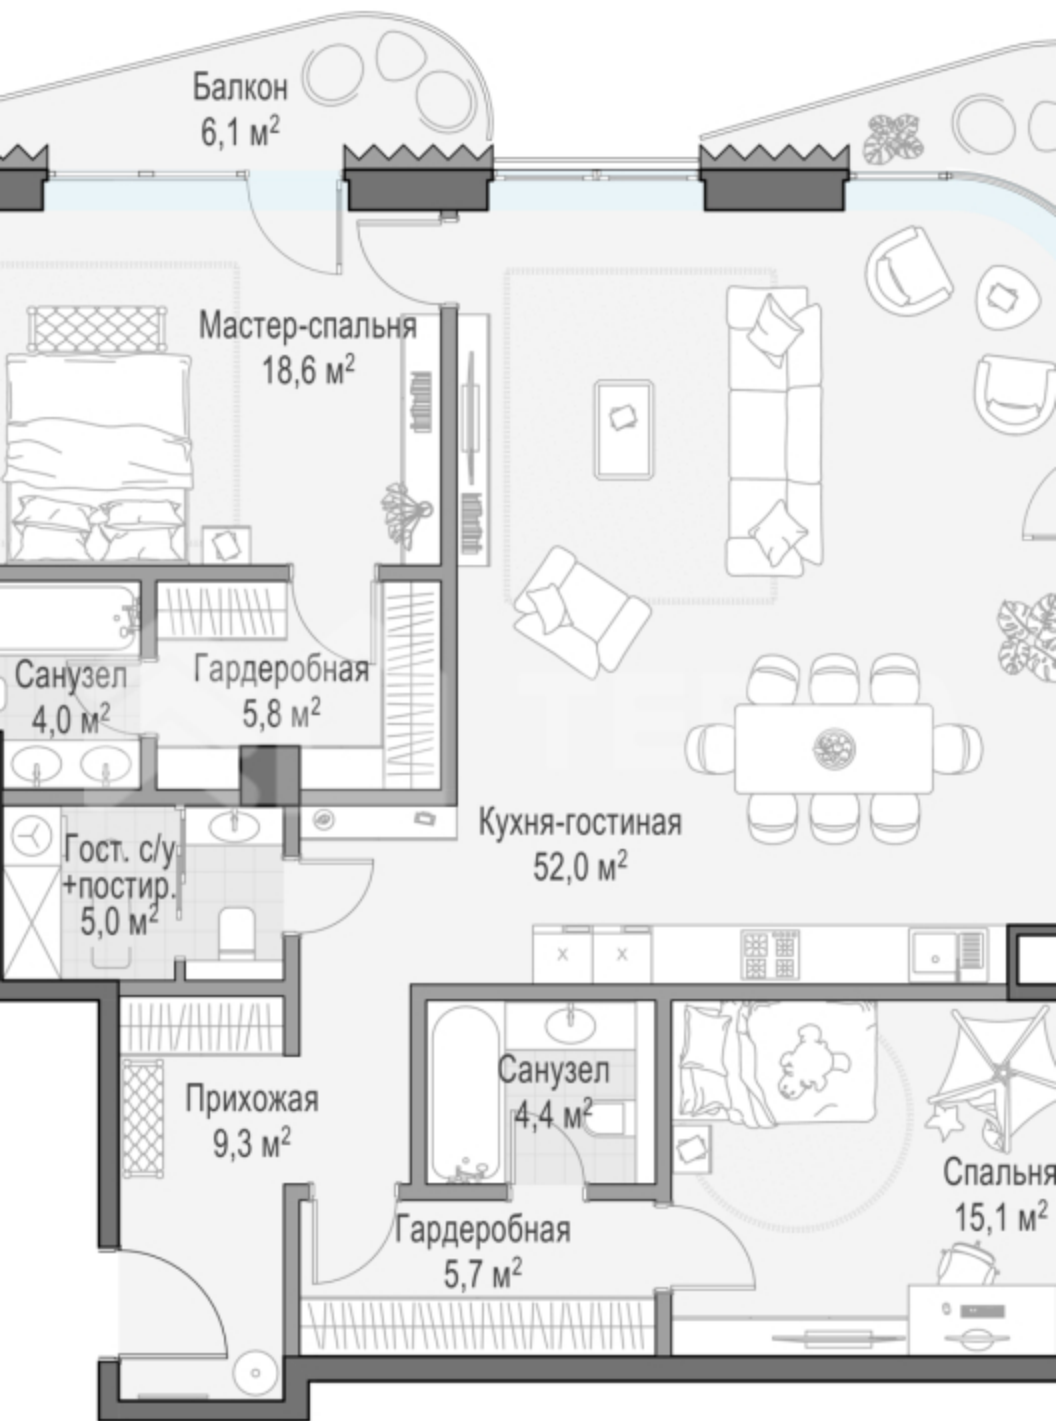 Балкон
6,1 м²
Мастер-спальня
18,6 м²
Санузел
4,0 м²
Гардеробная
5,8 м²
Кухня-гостиная
52,0 м²
Гост. с/у
+постир.
5,0 м²
Прихожая
9,3 м²
Санузел
4,4 м²
Гардеробная
5,7 м²
Спальня
15,1 м²